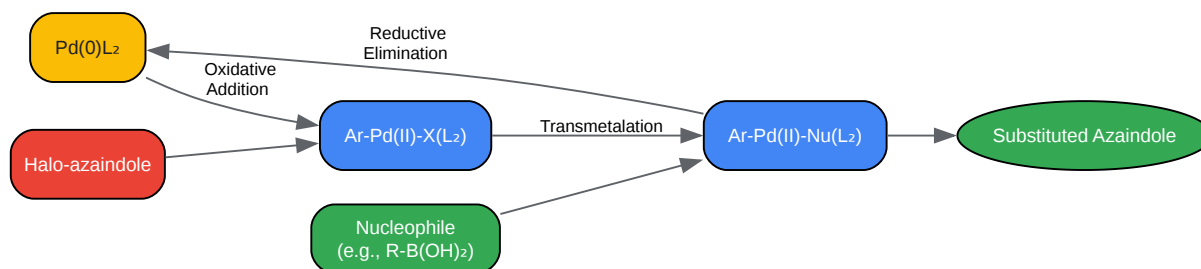 Pd(0)L₂
Reductive
Elimination
Oxidative
Addition
Halo-azaindole
Ar-Pd(II)-X(L₂)
Transmetalation
Ar-Pd(II)-Nu(L₂)
Substituted Azaindole
Nucleophile
(e.g., R-B(OH)₂)